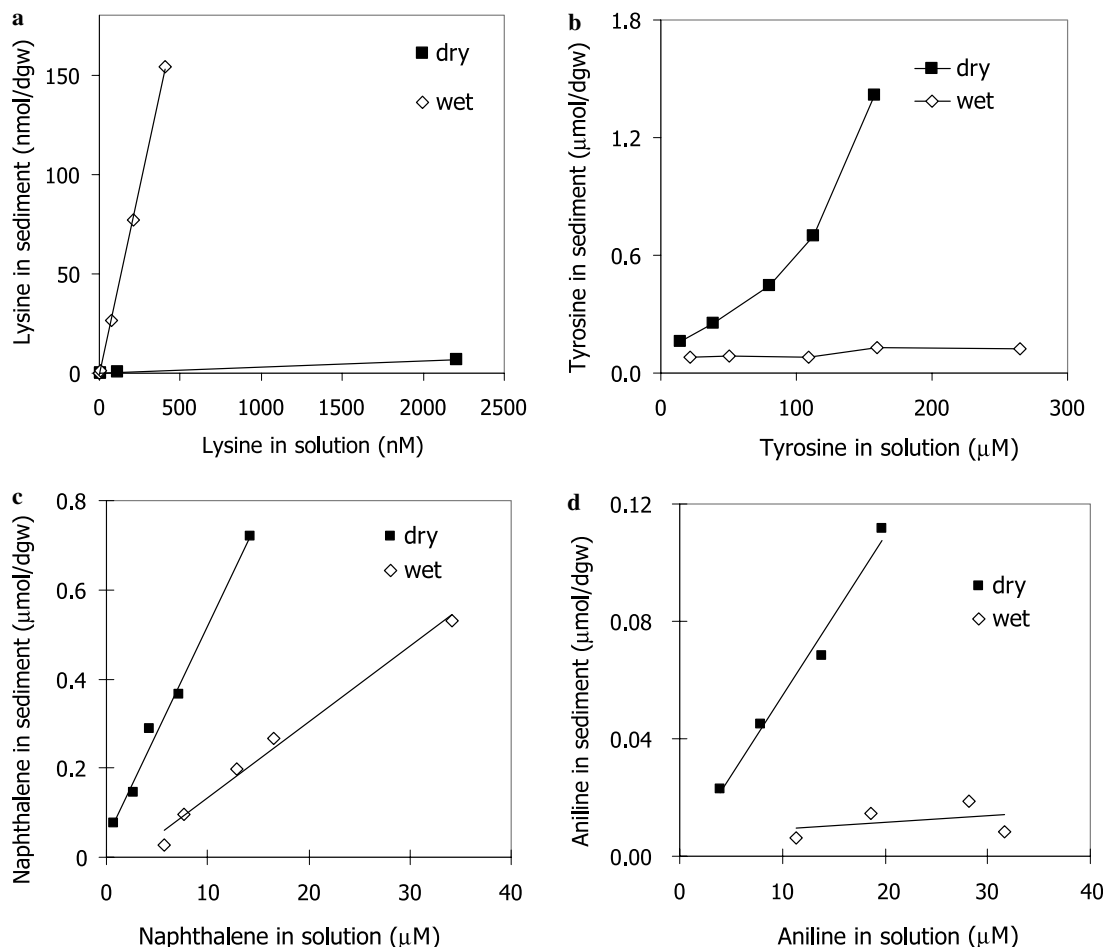 a
Lysine in sediment (nmol/dgw)
150
100
50
0
0 500 1000 1500 2000 2500
Lysine in solution (nM)
dry
wet
b
Tyrosine in sediment (μmol/dgw)
1.8
1.2
0.6
0.0
0 100 200 300
Tyrosine in solution (μM)
dry
wet
c
Naphthalene in sediment (μmol/dgw)
0.8
0.6
0.4
0.2
0
0 10 20 30 40
Naphthalene in solution (μM)
dry
wet
d
Aniline in sediment (μmol/dgw)
0.12
0.08
0.04
0.00
0 10 20 30 40
Aniline in solution (μM)
dry
wet